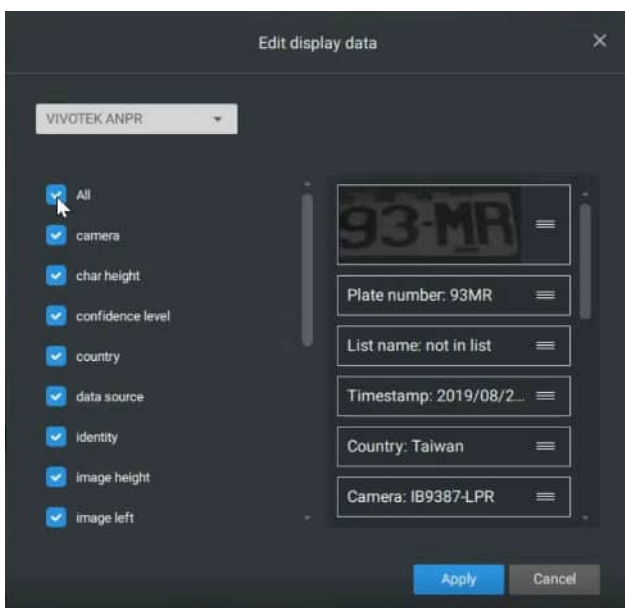 Edit display data
VIVOTEK ANPR
All
camera
char height
confidence level
country
data source
identity
image height
image left
93-MR
Plate number: 93MR
List name: not in list
Timestamp: 2019/08/2...
Country: Taiwan
Camera: IB9387-LPR
Apply
Cancel